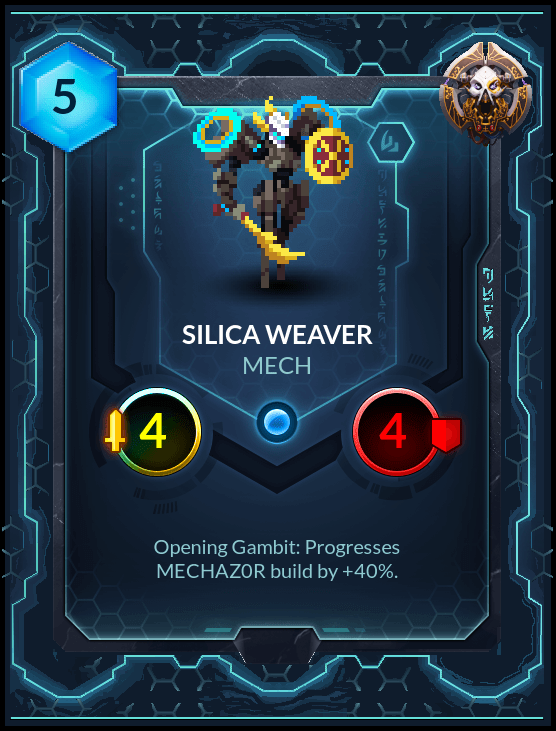 5
SILICA WEAVER
MECH
4
4
Opening Gambit: Progresses
MECHAZ0R build by +40%.